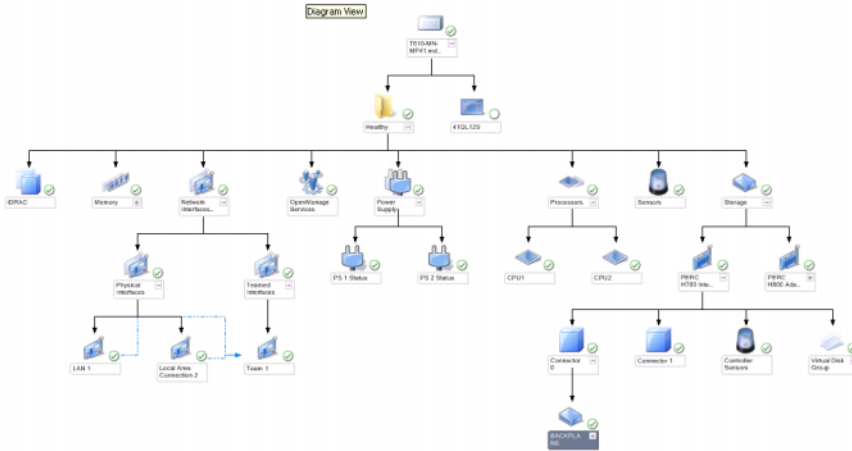 Diagram View
T610-MN-
MP41.md...
Healthy
4TQL12S
iDRAC
Memory
Network
Interfaces...
OpenManage
Services
Power
Supply
Processors
Sensors
Storage
PS 1 Status
PS 2 Status
CPU1
CPU2
Physical
Interfaces
Teamed
Interfaces
PERC
H700 Inte...
PERC
H800 Ada...
LAN 1
Local Area
Connection 2
Team 1
Connector
0
Connector 1
Controller
Sensors
Virtual Disk
Group
BACKPLA
NE